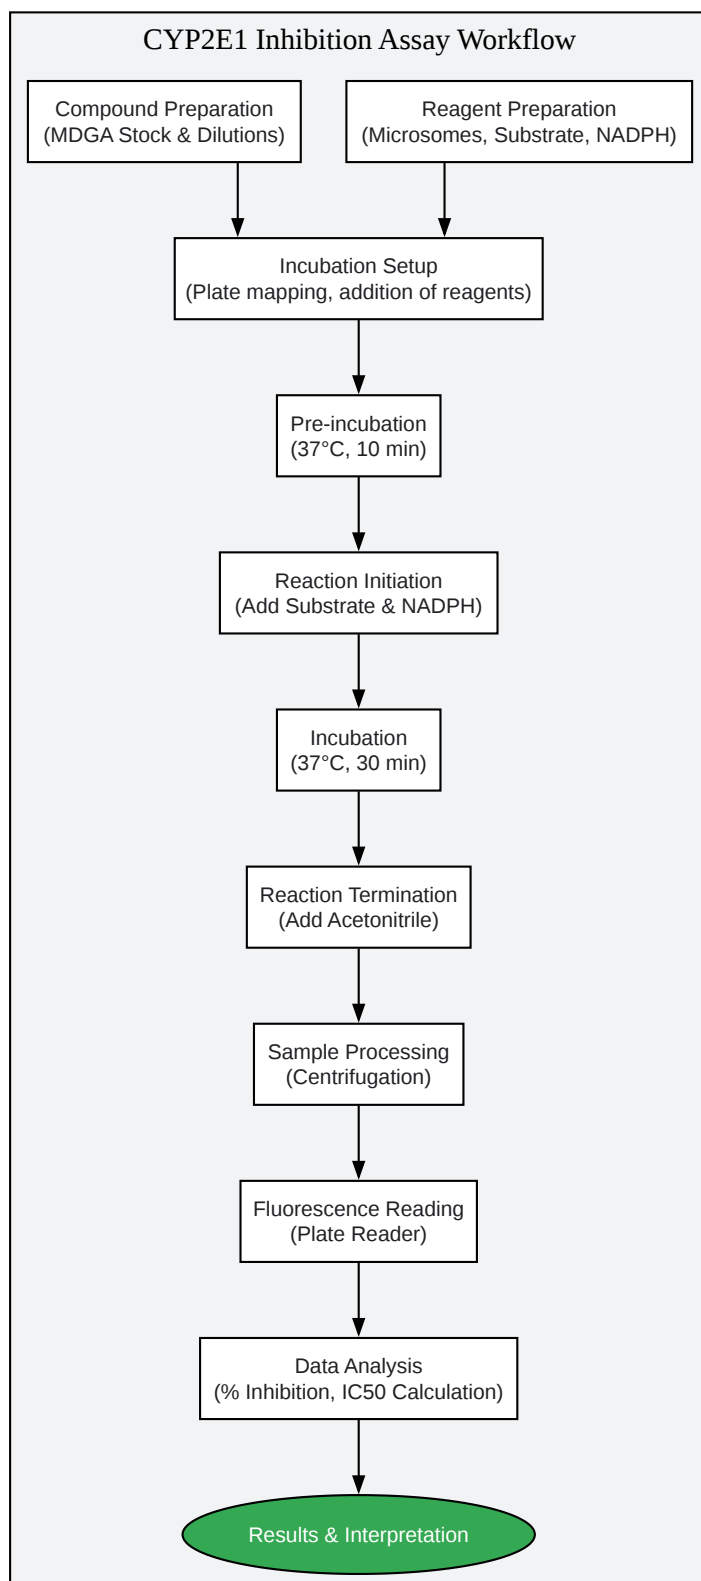 CYP2E1 Inhibition Assay Workflow
Compound Preparation
(MDGA Stock & Dilutions)
Reagent Preparation
(Microsomes, Substrate, NADPH)
Incubation Setup
(Plate mapping, addition of reagents)
Pre-incubation
(37°C, 10 min)
Reaction Initiation
(Add Substrate & NADPH)
Incubation
(37°C, 30 min)
Reaction Termination
(Add Acetonitrile)
Sample Processing
(Centrifugation)
Fluorescence Reading
(Plate Reader)
Data Analysis
(% Inhibition, IC50 Calculation)
Results & Interpretation